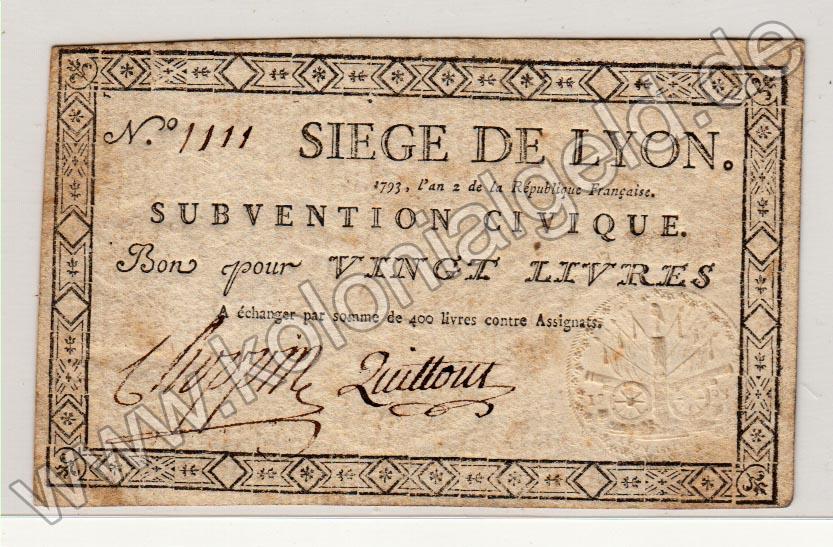 N.º 1111 SIEGE DE LYON.
1793, l'an 2 de la République Française.
SUBVENTION CIVIQUE.
Bon pour VINGT LIVRES
A échanger par somme de 400 livres contre Assignats.
www.kolonialgeld.de